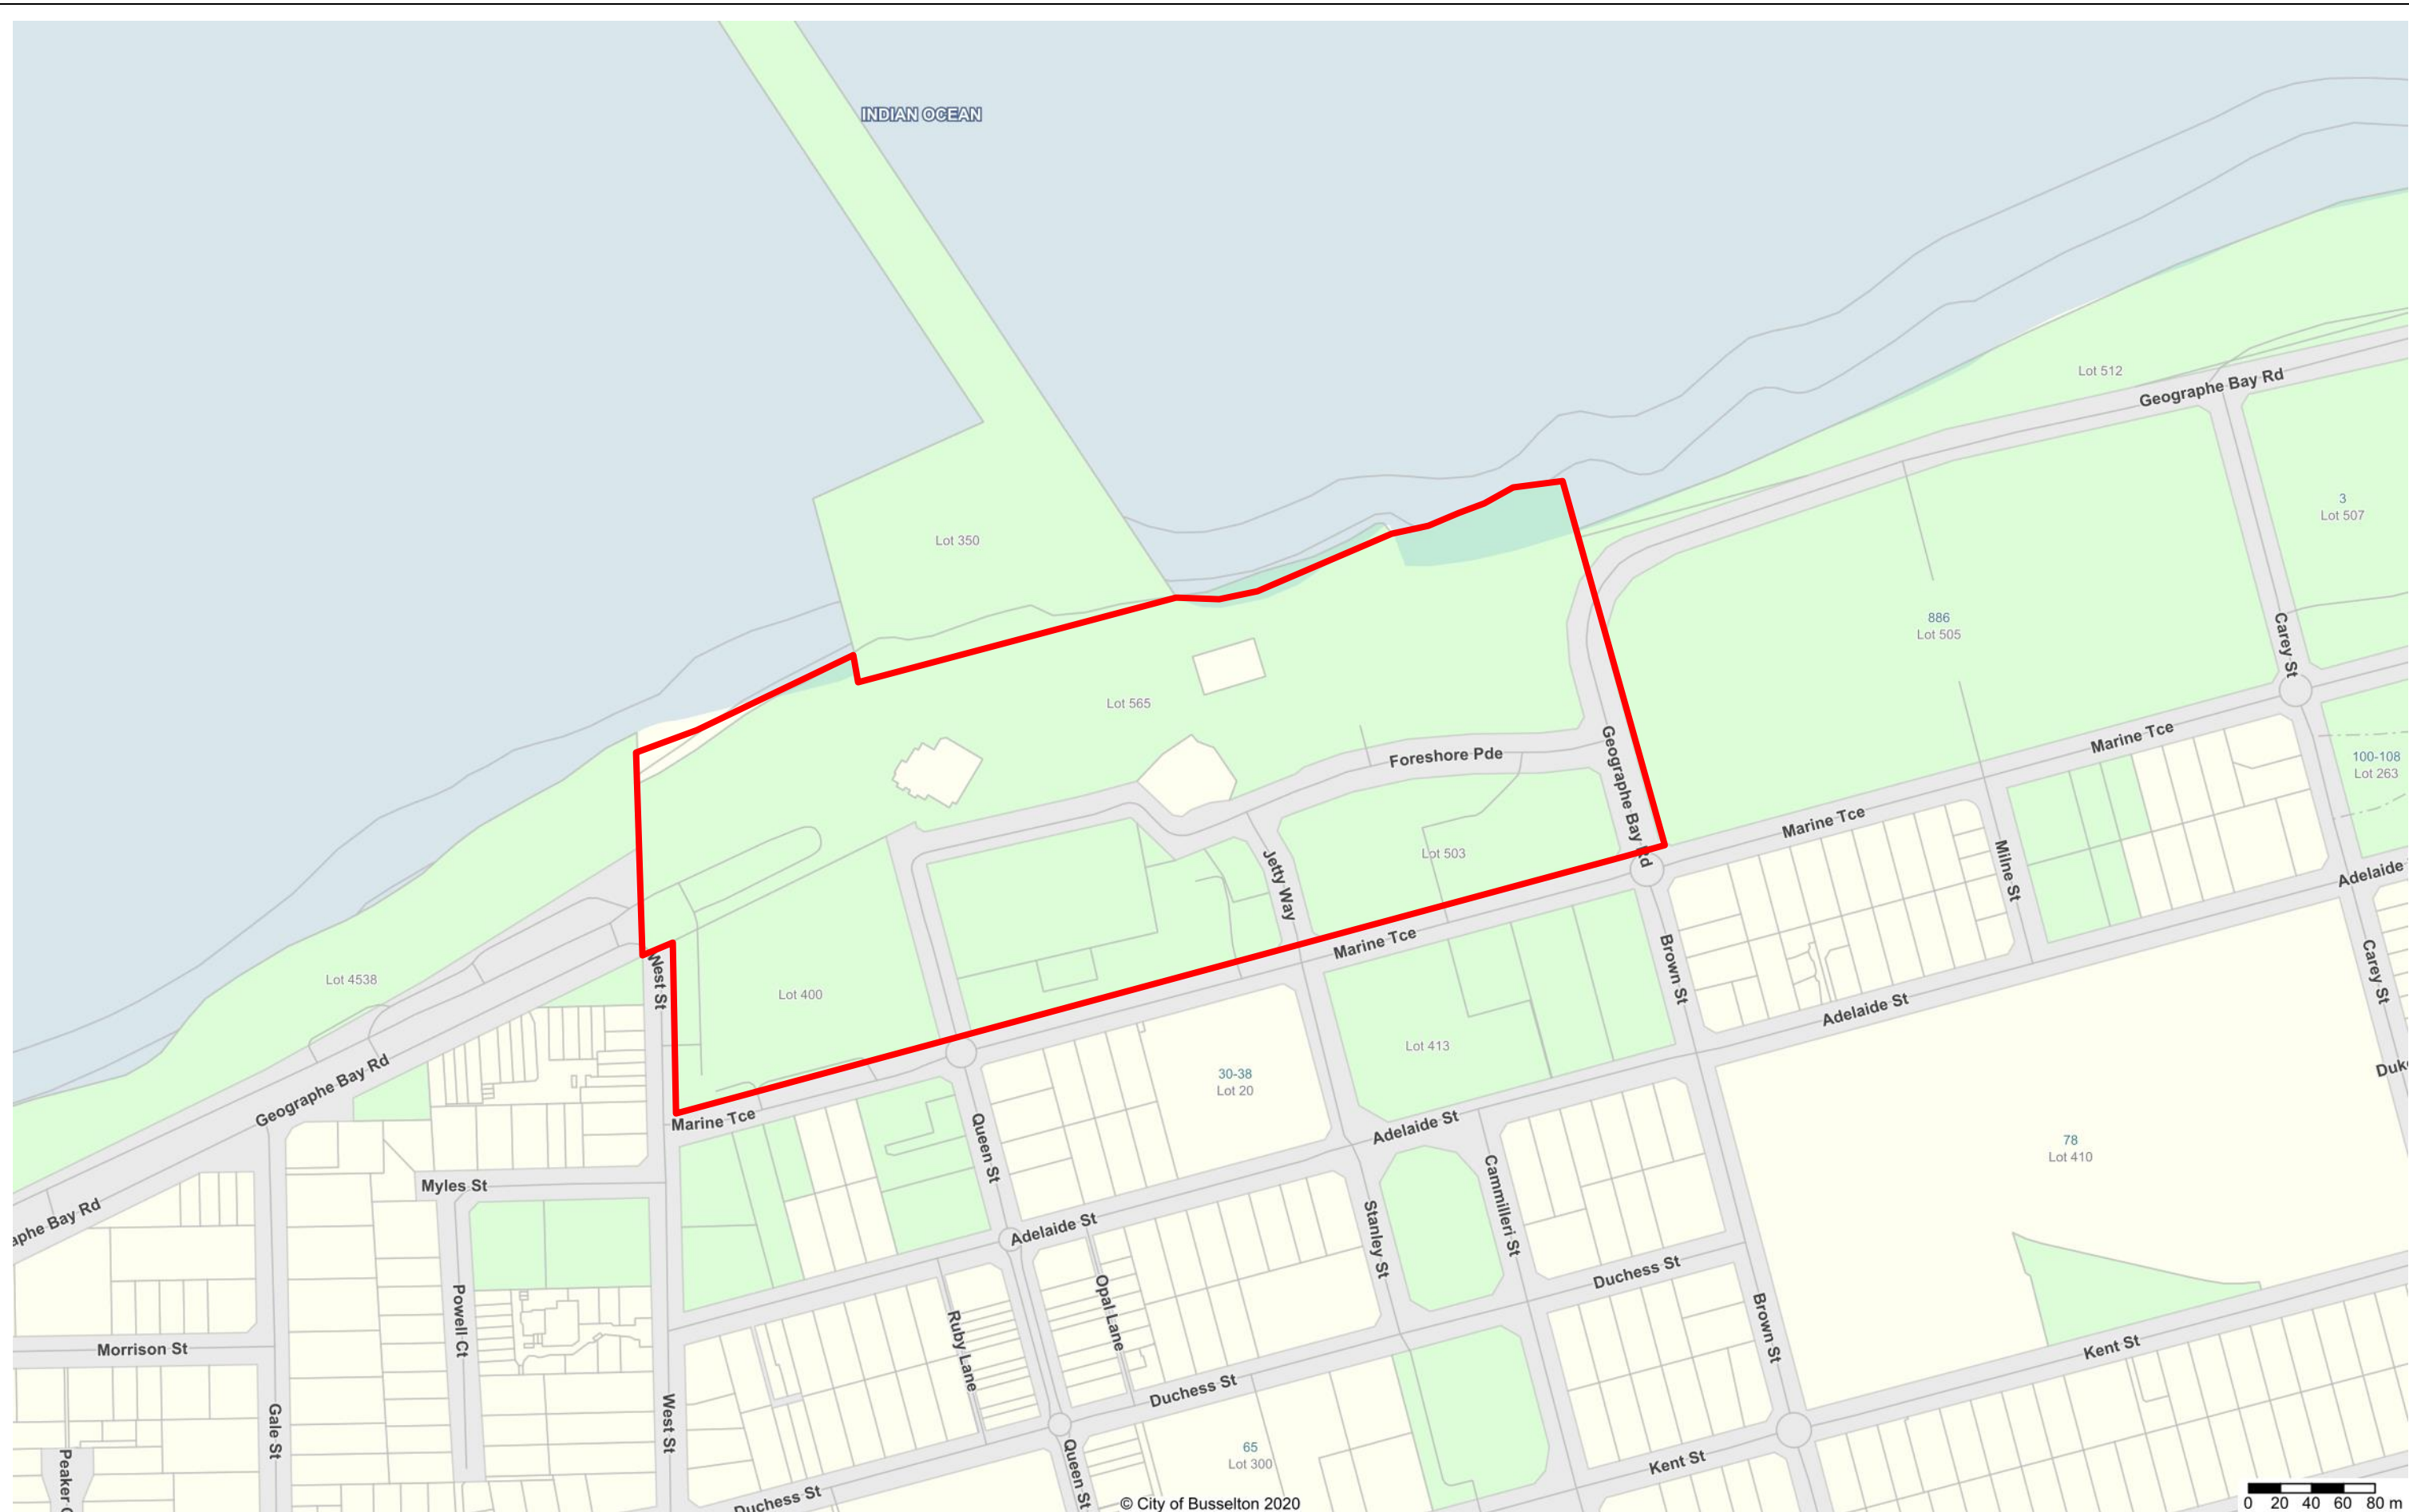 INDIAN OCEAN
Lot 512
Geographe Bay Rd
3
Lot 507
Lot 350
886
Lot 505
Carey St
Lot 565
Geographe Bay Rd
Foreshore Pde
Marine Tce
100-108
Lot 263
Marine Tce
Lot 503
Jetty Way
Milne St
Adelaide
Marine Tce
Brown St
Carey St
West St
Lot 4538
Lot 400
Adelaide St
Lot 413
Geographe Bay Rd
30-38
Lot 20
Duk
Marine Tce
Adelaide St
Queen St
78
Lot 410
Myles St
Cammilleri St
aphe Bay Rd
Adelaide St
Stanley St
Duchess St
Opal Lane
Powell Ct
Ruby Lane
Brown St
Morrison St
Kent St
Duchess St
Gale St
West St
65
Lot 300
Peaker C
Queen St
Kent St
Duchess St
© City of Busselton 2020
0 20 40 60 80 m